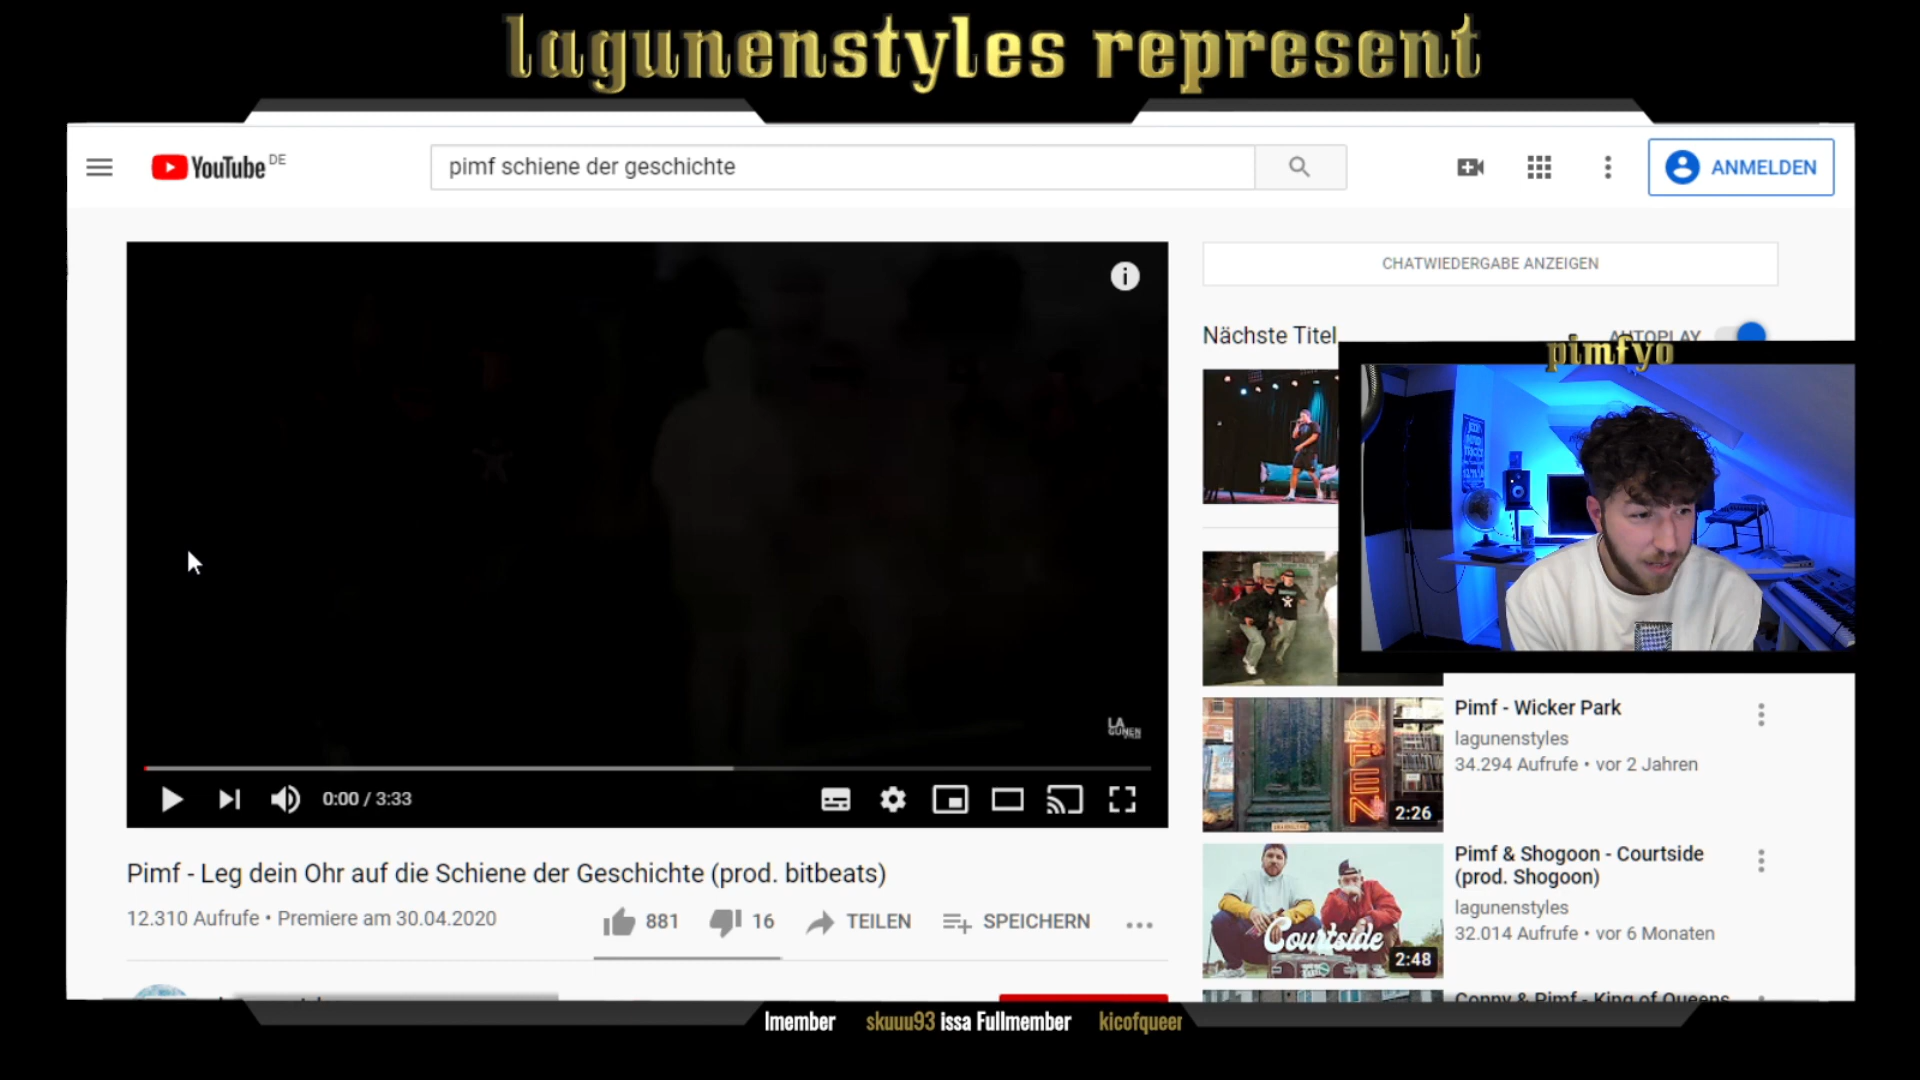 lagunenstyles represent
YouTube DE
pimf schiene der geschichte
ANMELDEN
CHATWIEDERGABE ANZEIGEN
Nächste Titel
AUTOPLAY
pimfyo
LA
GUNEN
0:00 / 3:33
Pimf - Leg dein Ohr auf die Schiene der Geschichte (prod. bitbeats)
12.310 Aufrufe • Premiere am 30.04.2020
881
16
TEILEN
SPEICHERN
OPEN
2:26
Pimf - Wicker Park
lagunenstyles
34.294 Aufrufe • vor 2 Jahren
Courtside
2:48
Pimf & Shogoon - Courtside
(prod. Shogoon)
lagunenstyles
32.014 Aufrufe • vor 6 Monaten
Conny & Pimf - King of Queens
lmember skuuu93 issa Fullmember kicofqueer